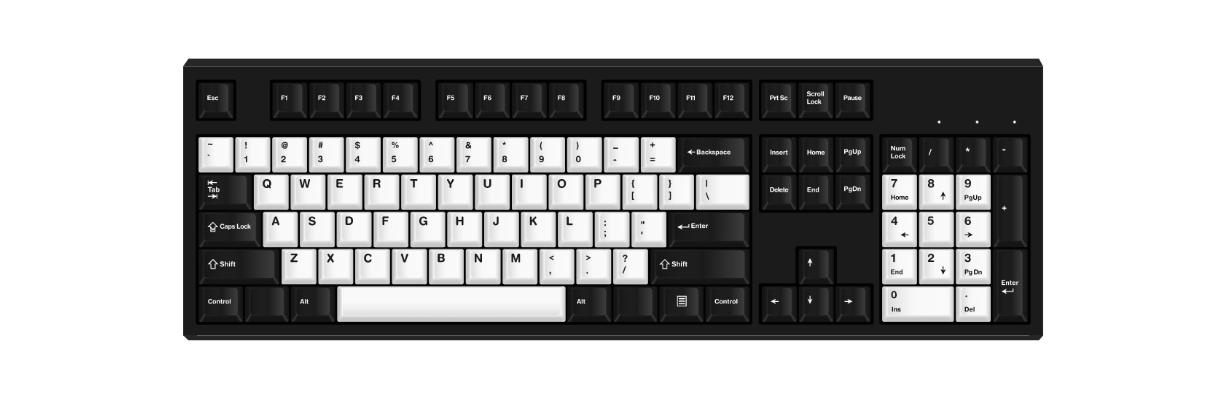 Esc F1 F2 F3 F4 F5 F6 F7 F8 F9 F10 F11 F12 Prt Sc Scroll Lock Pause
~ ! @ # $ % ^ & * ( ) _ +
` 1 2 3 4 5 6 7 8 9 0 - = ←Backspace Insert Home PgUp Num Lock / * -
Tab Q W E R T Y U I O P { } |
[ ] \ Delete End PgDn 7 Home 8 ↑ 9 PgUp +
Caps Lock A S D F G H J K L : ; " ' Enter 4 ← 5 6 →
Shift Z X C V B N M < , > . ? / Shift ↑ 1 End 2 ↓ 3 Pg Dn Enter
Control Alt Alt Control ← ↓ → 0 Ins . Del